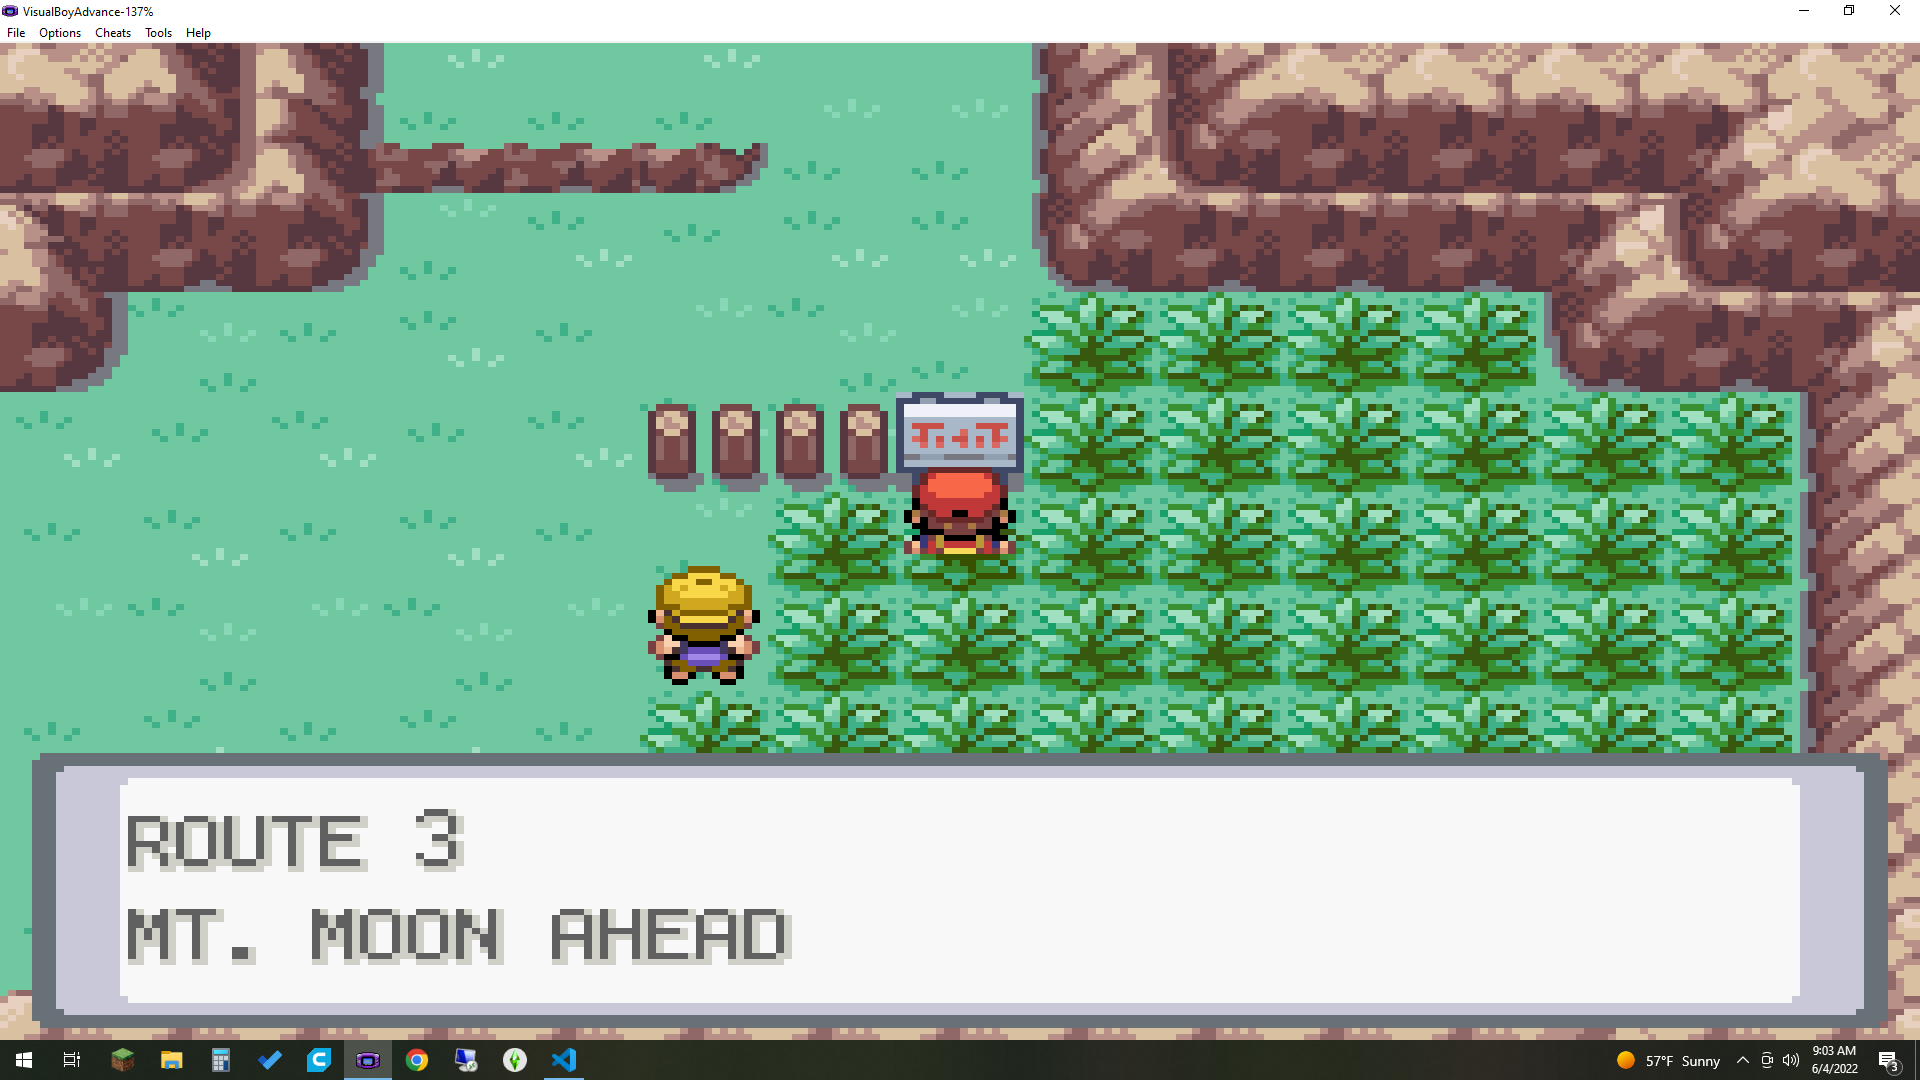 VisualBoyAdvance-137%
File Options Cheats Tools Help
ROUTE 3
MT. MOON AHEAD
57°F Sunny
9:03 AM
6/4/2022
3